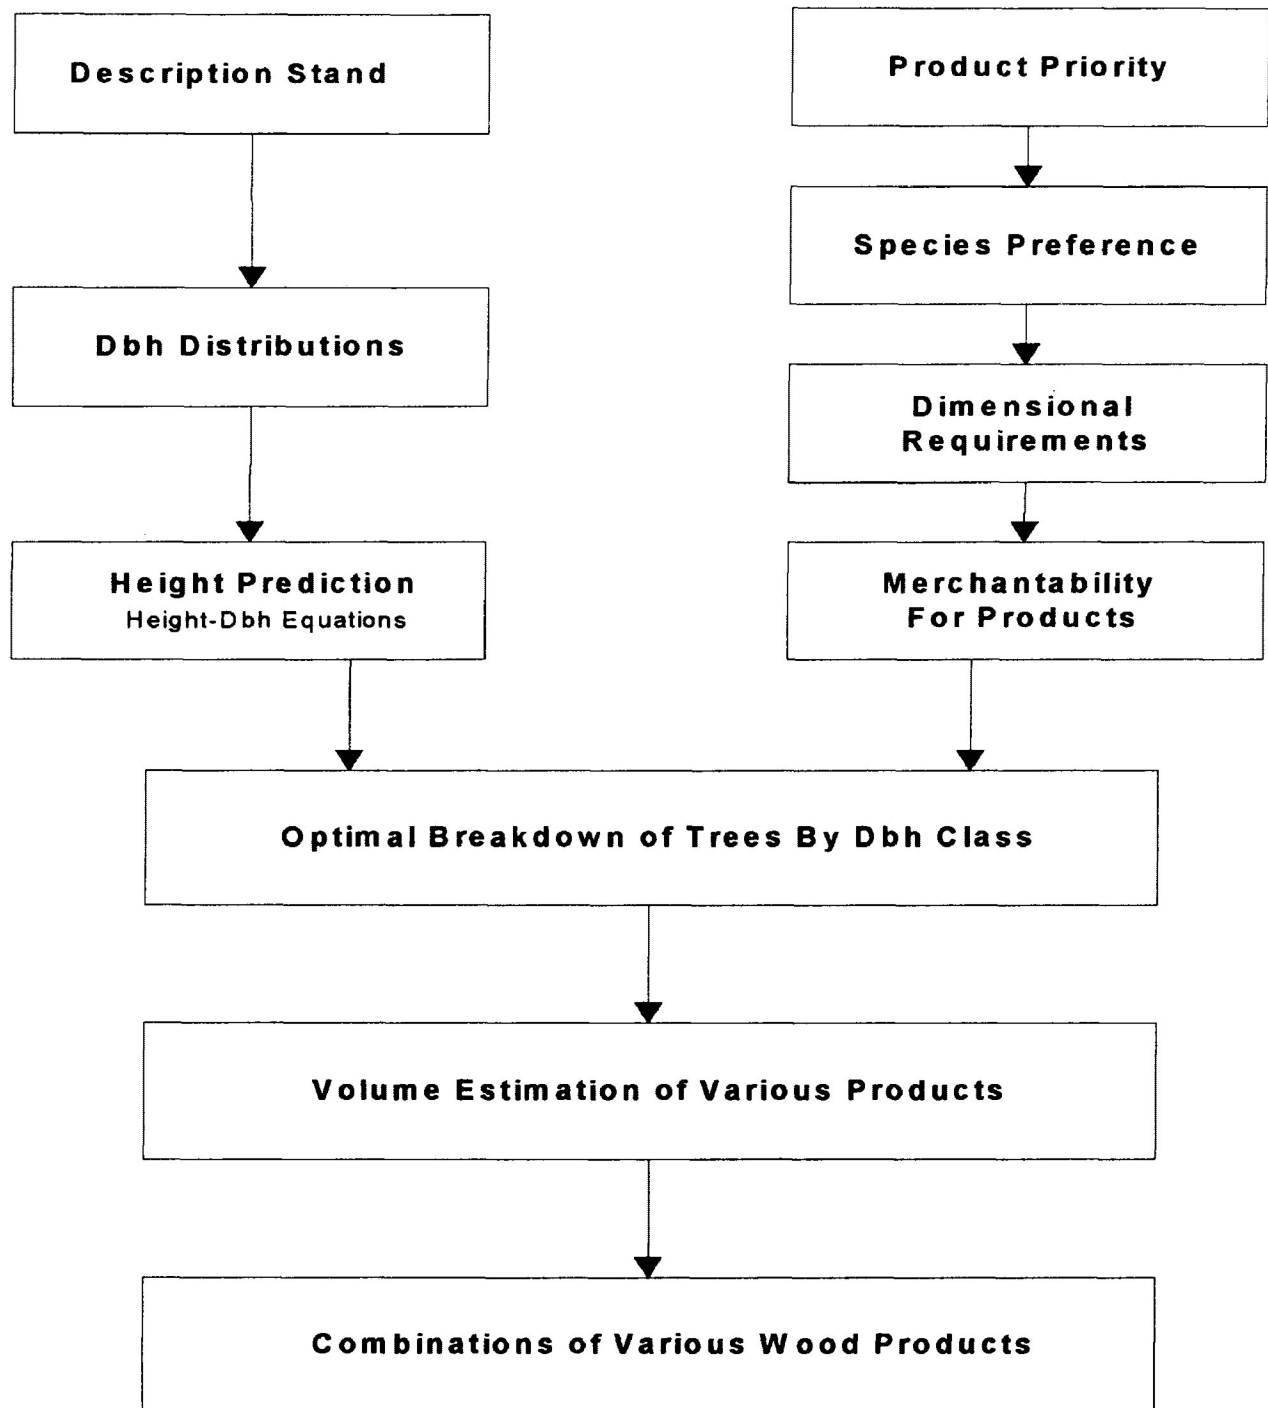 Description Stand
Product Priority
Species Preference
Dbh Distributions
Dimensional
Requirements
Height Prediction
Height-Dbh Equations
Merchantability
For Products
Optimal Breakdown of Trees By Dbh Class
Volume Estimation of Various Products
Combinations of Various Wood Products